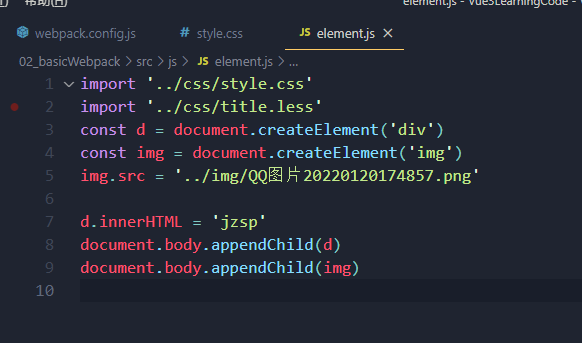 帮助(H) element.js - Vue3LearningCode
webpack.config.js # style.css JS element.js ×
02_basicWebpack > src > js > JS element.js > ...
1 import '../css/style.css'
2 import '../css/title.less'
3 const d = document.createElement('div')
4 const img = document.createElement('img')
5 img.src = '../img/QQ图片20220120174857.png'
6
7 d.innerHTML = 'jzsp'
8 document.body.appendChild(d)
9 document.body.appendChild(img)
10